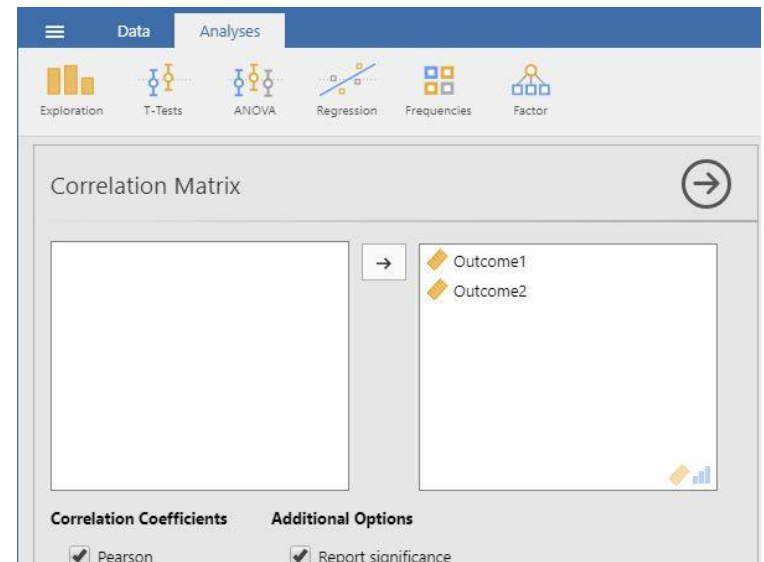 Data Analyses
Exploration T-Tests ANOVA Regression Frequencies Factor
Correlation Matrix
Outcome1
Outcome2
Correlation Coefficients Additional Options
Pearson Report significance